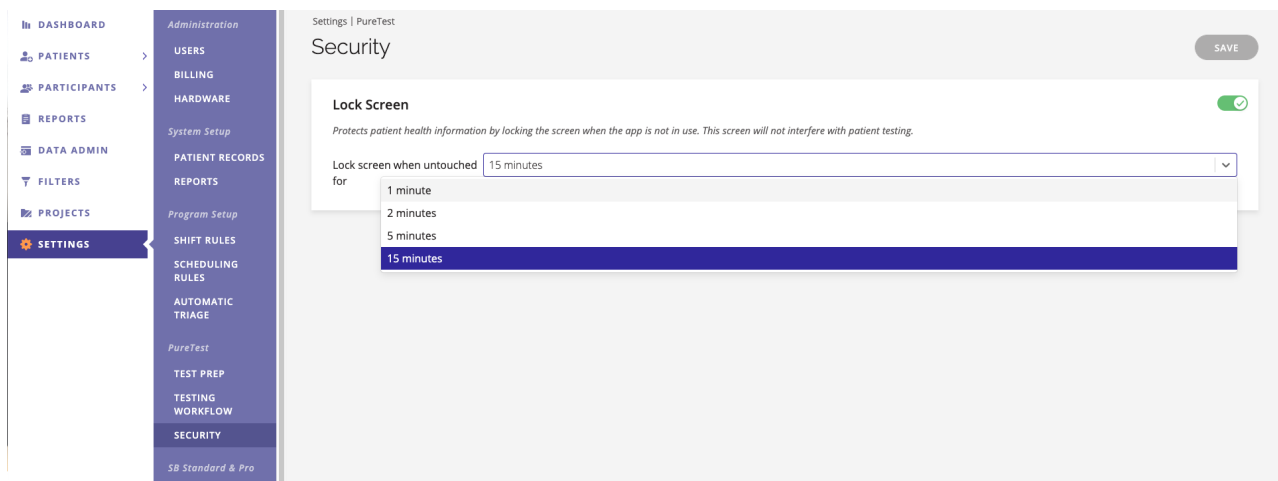 DASHBOARD
PATIENTS
PARTICIPANTS
REPORTS
DATA ADMIN
FILTERS
PROJECTS
SETTINGS
Administration
USERS
BILLING
HARDWARE
System Setup
PATIENT RECORDS
REPORTS
Program Setup
SHIFT RULES
SCHEDULING
RULES
AUTOMATIC
TRIAGE
PureTest
TEST PREP
TESTING
WORKFLOW
SECURITY
SB Standard & Pro
Settings | PureTest
Security
SAVE
Lock Screen
Protects patient health information by locking the screen when the app is not in use. This screen will not interfere with patient testing.
Lock screen when untouched 15 minutes
for
1 minute
2 minutes
5 minutes
15 minutes